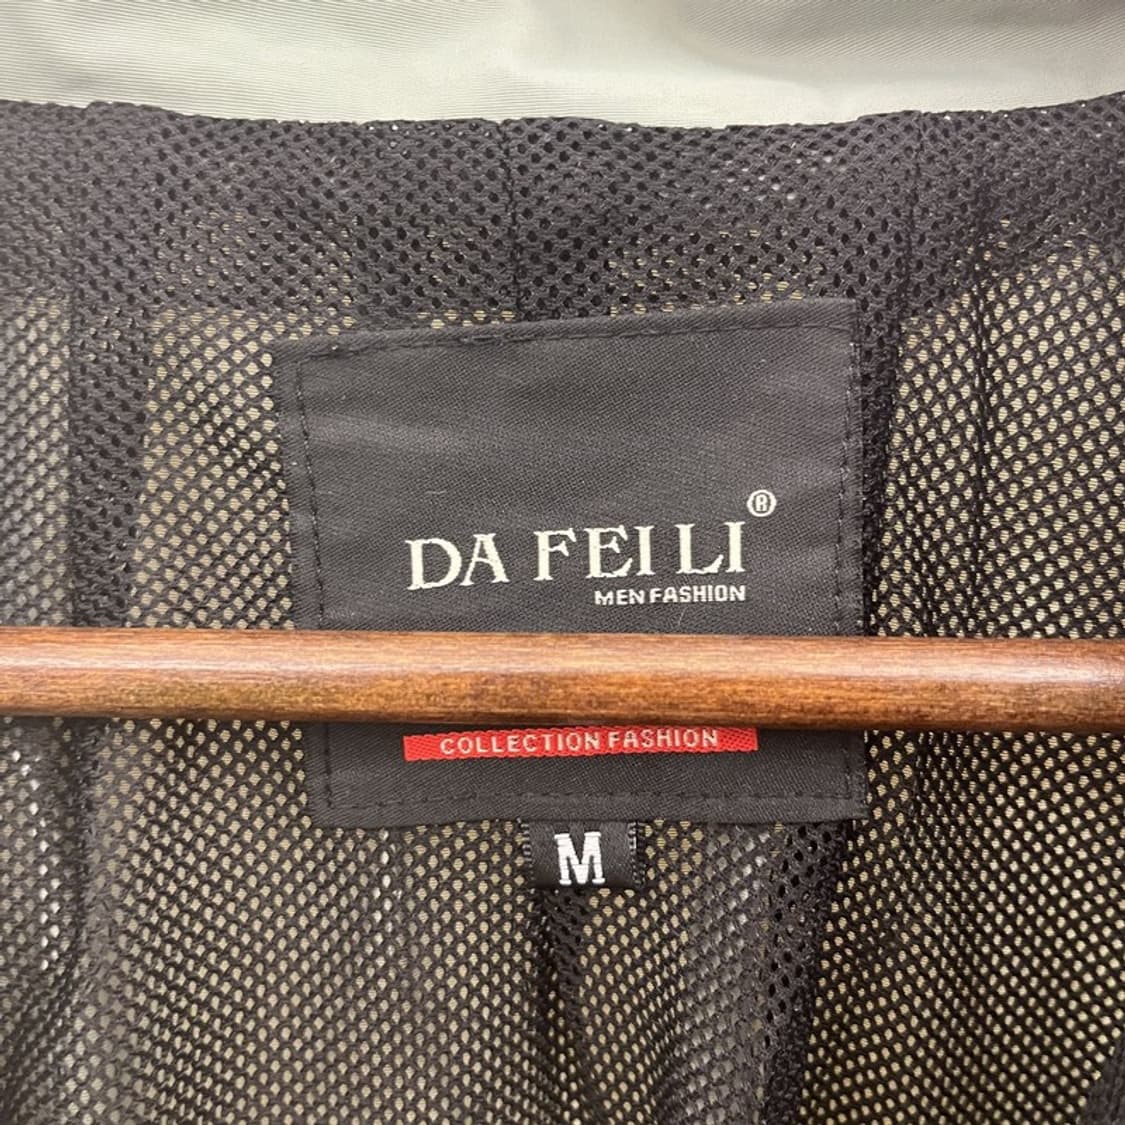 DA FEI LI®
MEN FASHION
COLLECTION FASHION
M